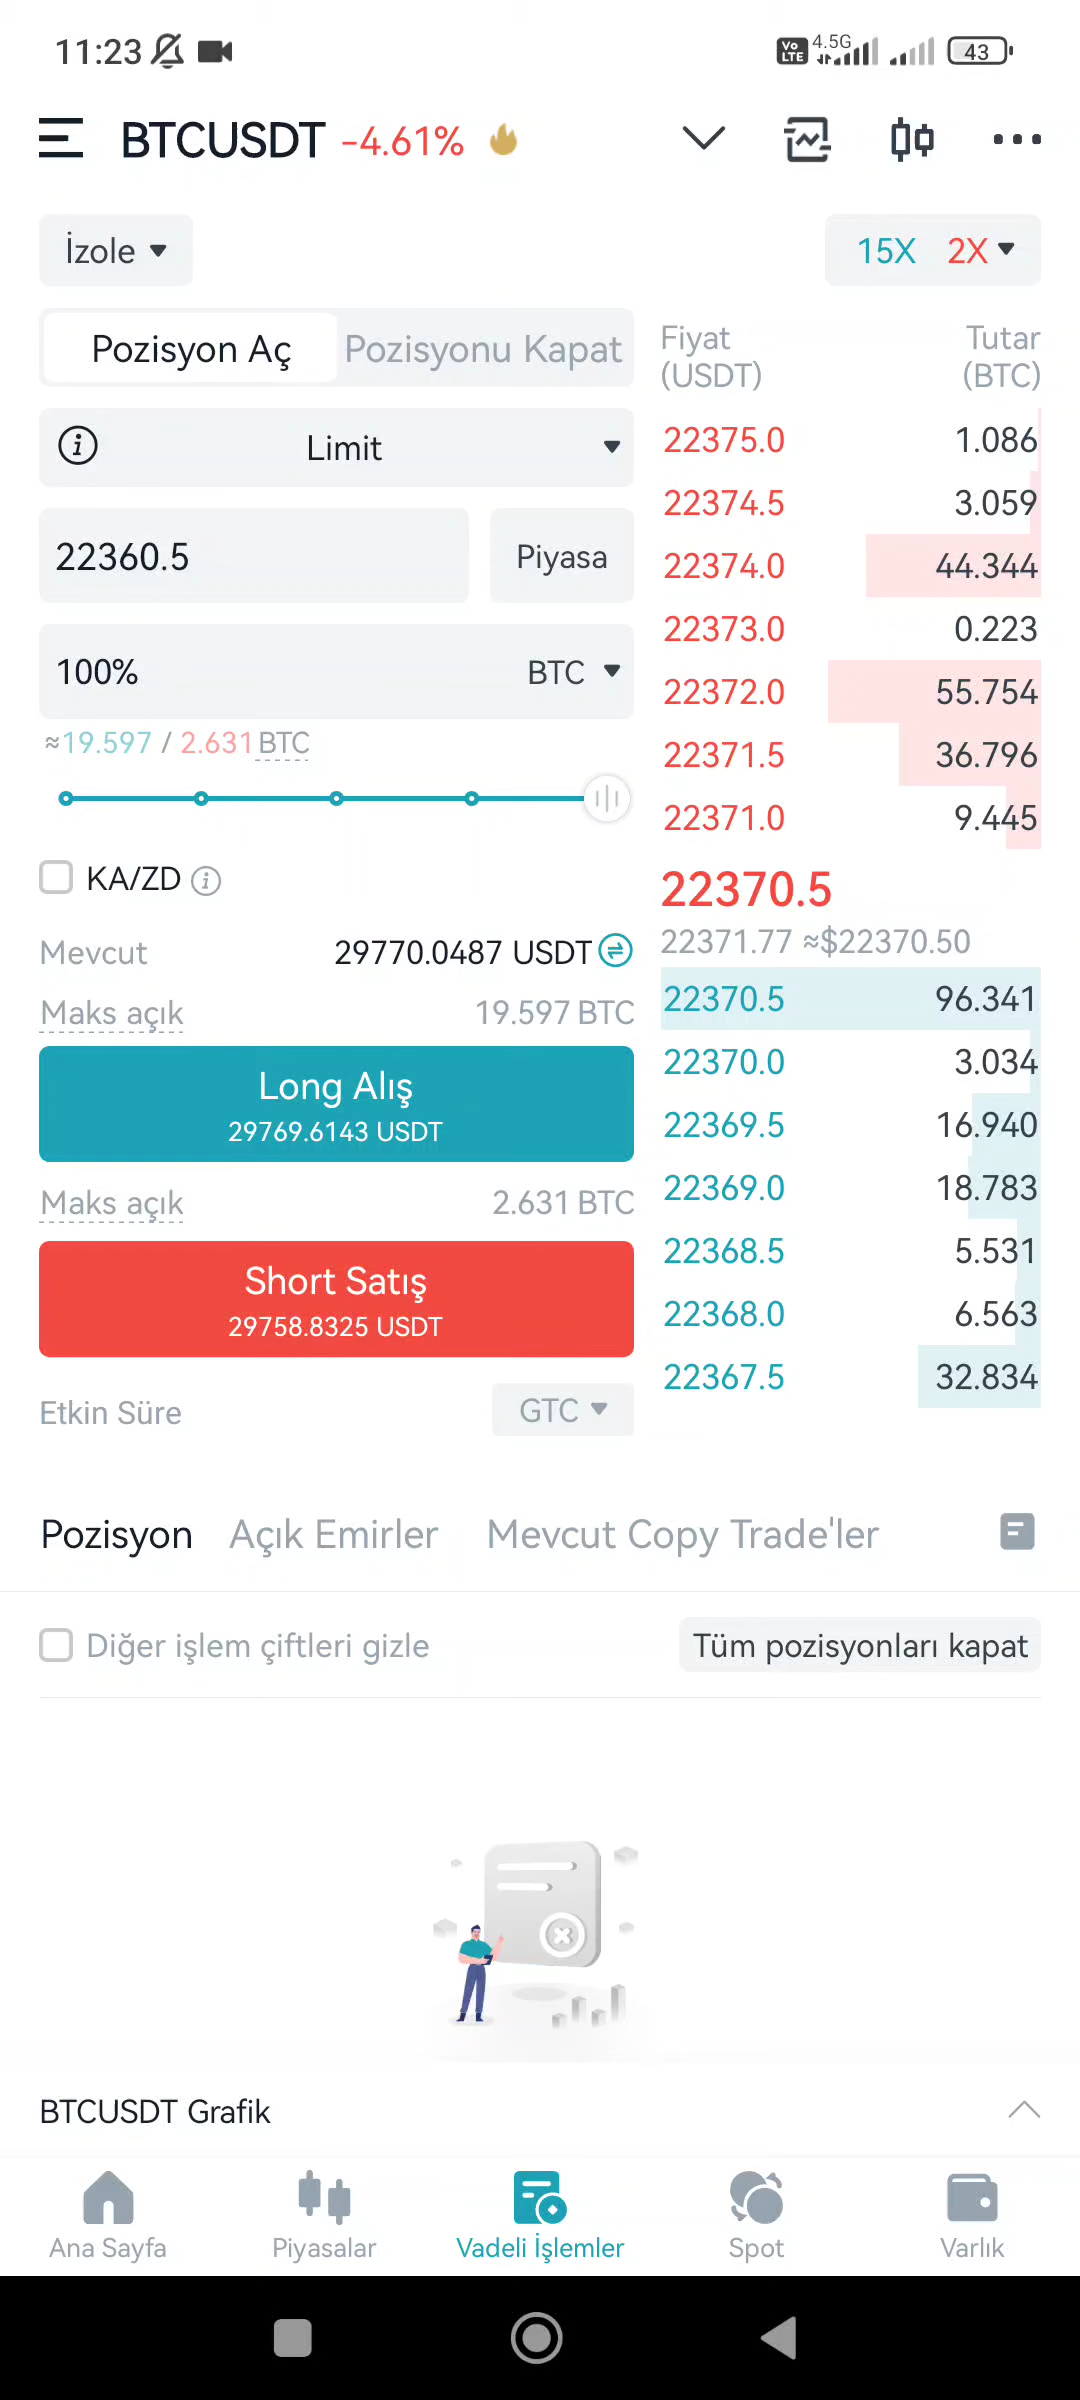 11:23
Vo LTE 4.5G 43
BTCUSDT -4.61%
İzole
15X 2X
Pozisyon Aç Pozisyonu Kapat
Limit
22360.5 Piyasa
100% BTC
≈19.597 / 2.631 BTC
KA/ZD
Mevcut 29770.0487 USDT
Maks açık 19.597 BTC
Long Alış
29769.6143 USDT
Maks açık 2.631 BTC
Short Satış
29758.8325 USDT
Etkin Süre GTC
Fiyat Tutar
(USDT) (BTC)
22375.0 1.086
22374.5 3.059
22374.0 44.344
22373.0 0.223
22372.0 55.754
22371.5 36.796
22371.0 9.445
22370.5
22371.77 ≈$22370.50
22370.5 96.341
22370.0 3.034
22369.5 16.940
22369.0 18.783
22368.5 5.531
22368.0 6.563
22367.5 32.834
Pozisyon Açık Emirler Mevcut Copy Trade'ler
Diğer işlem çiftleri gizle Tüm pozisyonları kapat
BTCUSDT Grafik
Ana Sayfa Piyasalar Vadeli İşlemler Spot Varlık